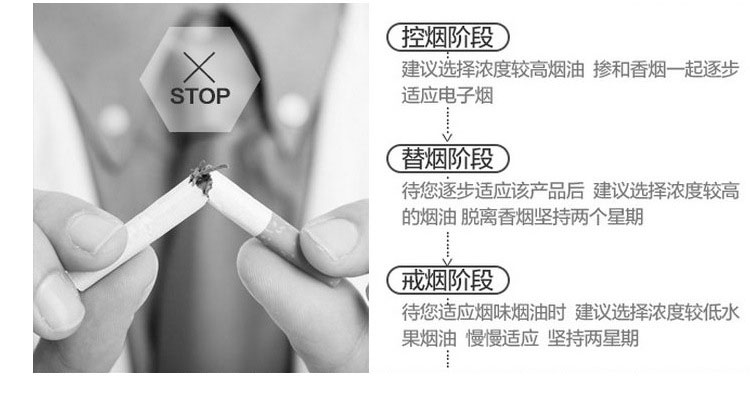 STOP
控烟阶段
建议选择浓度较高烟油 掺和香烟一起逐步
适应电子烟
替烟阶段
待您逐步适应该产品后 建议选择浓度较高
的烟油 脱离香烟坚持两个星期
戒烟阶段
待您适应烟味烟油时 建议选择浓度较低水
果烟油 慢慢适应 坚持两星期